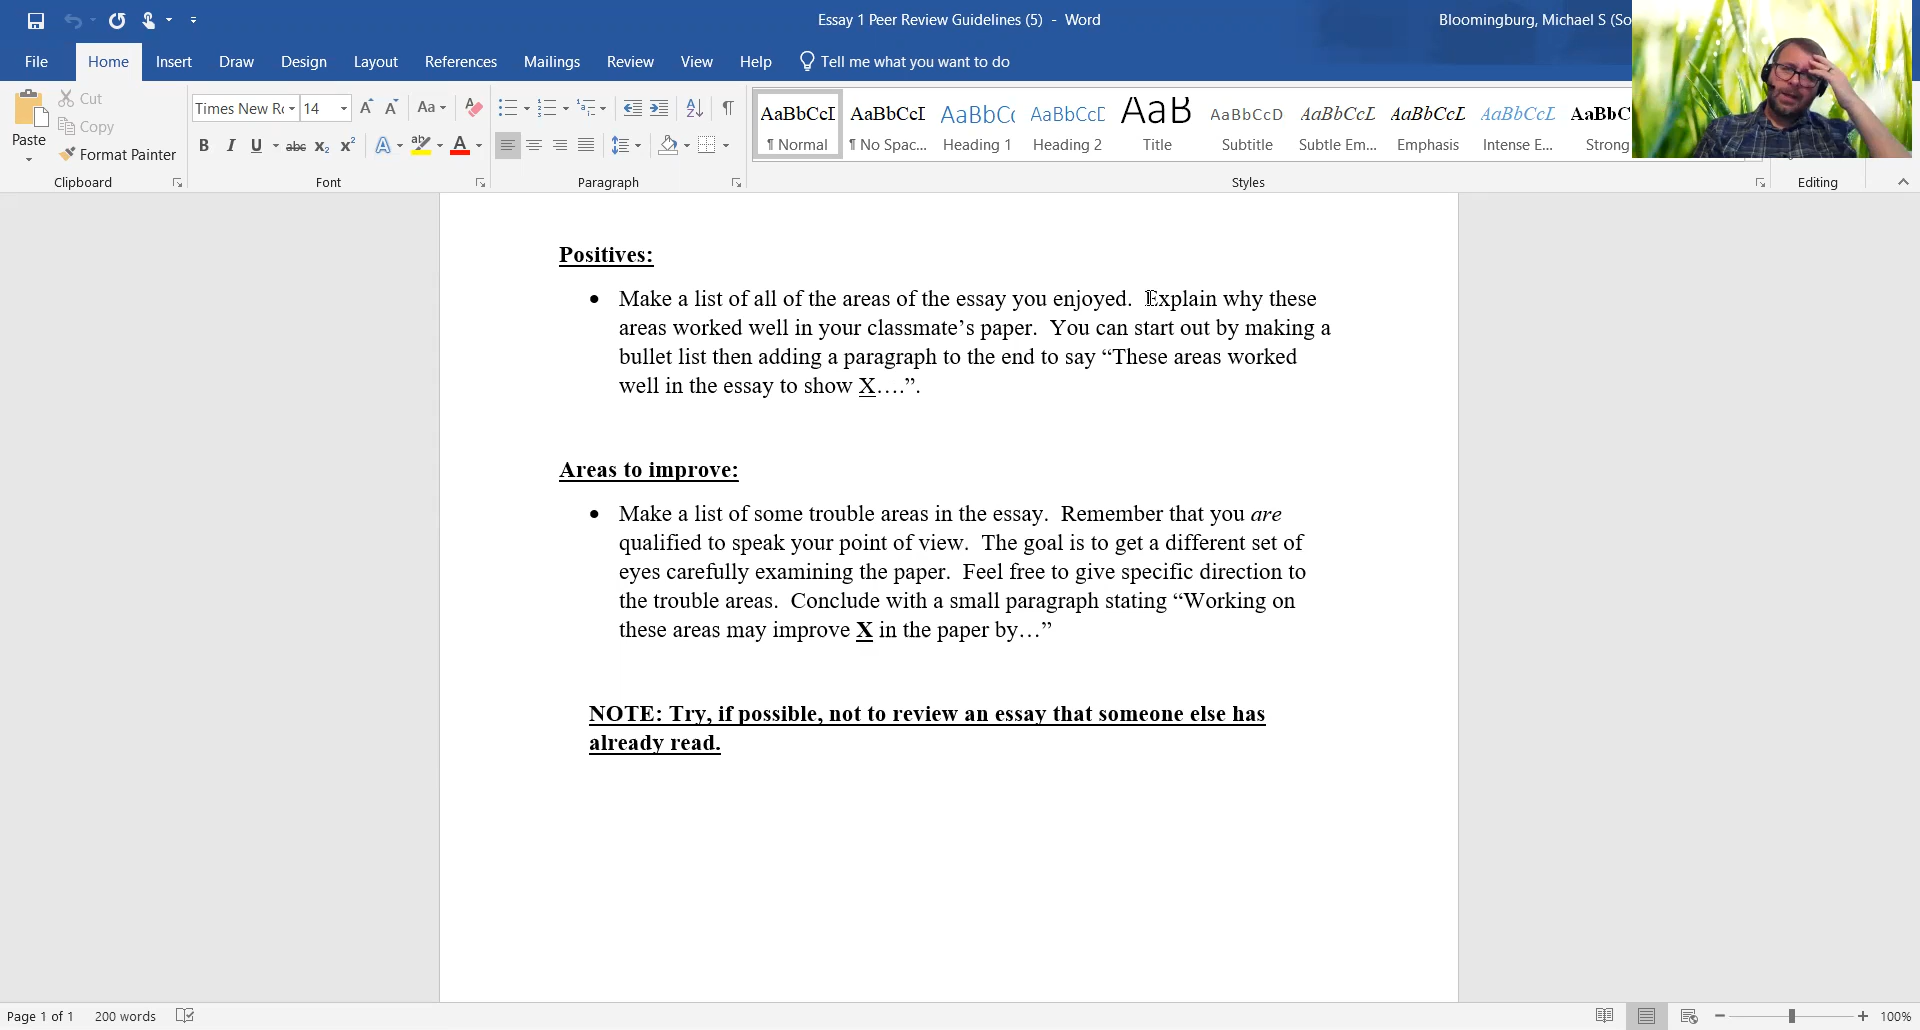 Essay 1 Peer Review Guidelines (5) - Word
Bloomingburg, Michael S (So
File Home Insert Draw Design Layout References Mailings Review View Help Tell me what you want to do
Paste
Cut
Copy
Format Painter
Clipboard
Times New Ro 14
Aa
B I U abc x₂ x² A ab A
Font
Paragraph
AaBbCcI AaBbCcI AaBbC AaBbCcD AaB AaBbCcD AaBbCcL AaBbCcL AaBbCcL AaBbC
¶ Normal ¶ No Spac... Heading 1 Heading 2 Title Subtitle Subtle Em... Emphasis Intense E... Strong
Styles
Editing
Positives:
• Make a list of all of the areas of the essay you enjoyed. Explain why these
areas worked well in your classmate’s paper. You can start out by making a
bullet list then adding a paragraph to the end to say “These areas worked
well in the essay to show X….”.
Areas to improve:
• Make a list of some trouble areas in the essay. Remember that you are
qualified to speak your point of view. The goal is to get a different set of
eyes carefully examining the paper. Feel free to give specific direction to
the trouble areas. Conclude with a small paragraph stating “Working on
these areas may improve X in the paper by…”
NOTE: Try, if possible, not to review an essay that someone else has
already read.
Page 1 of 1 200 words
100%